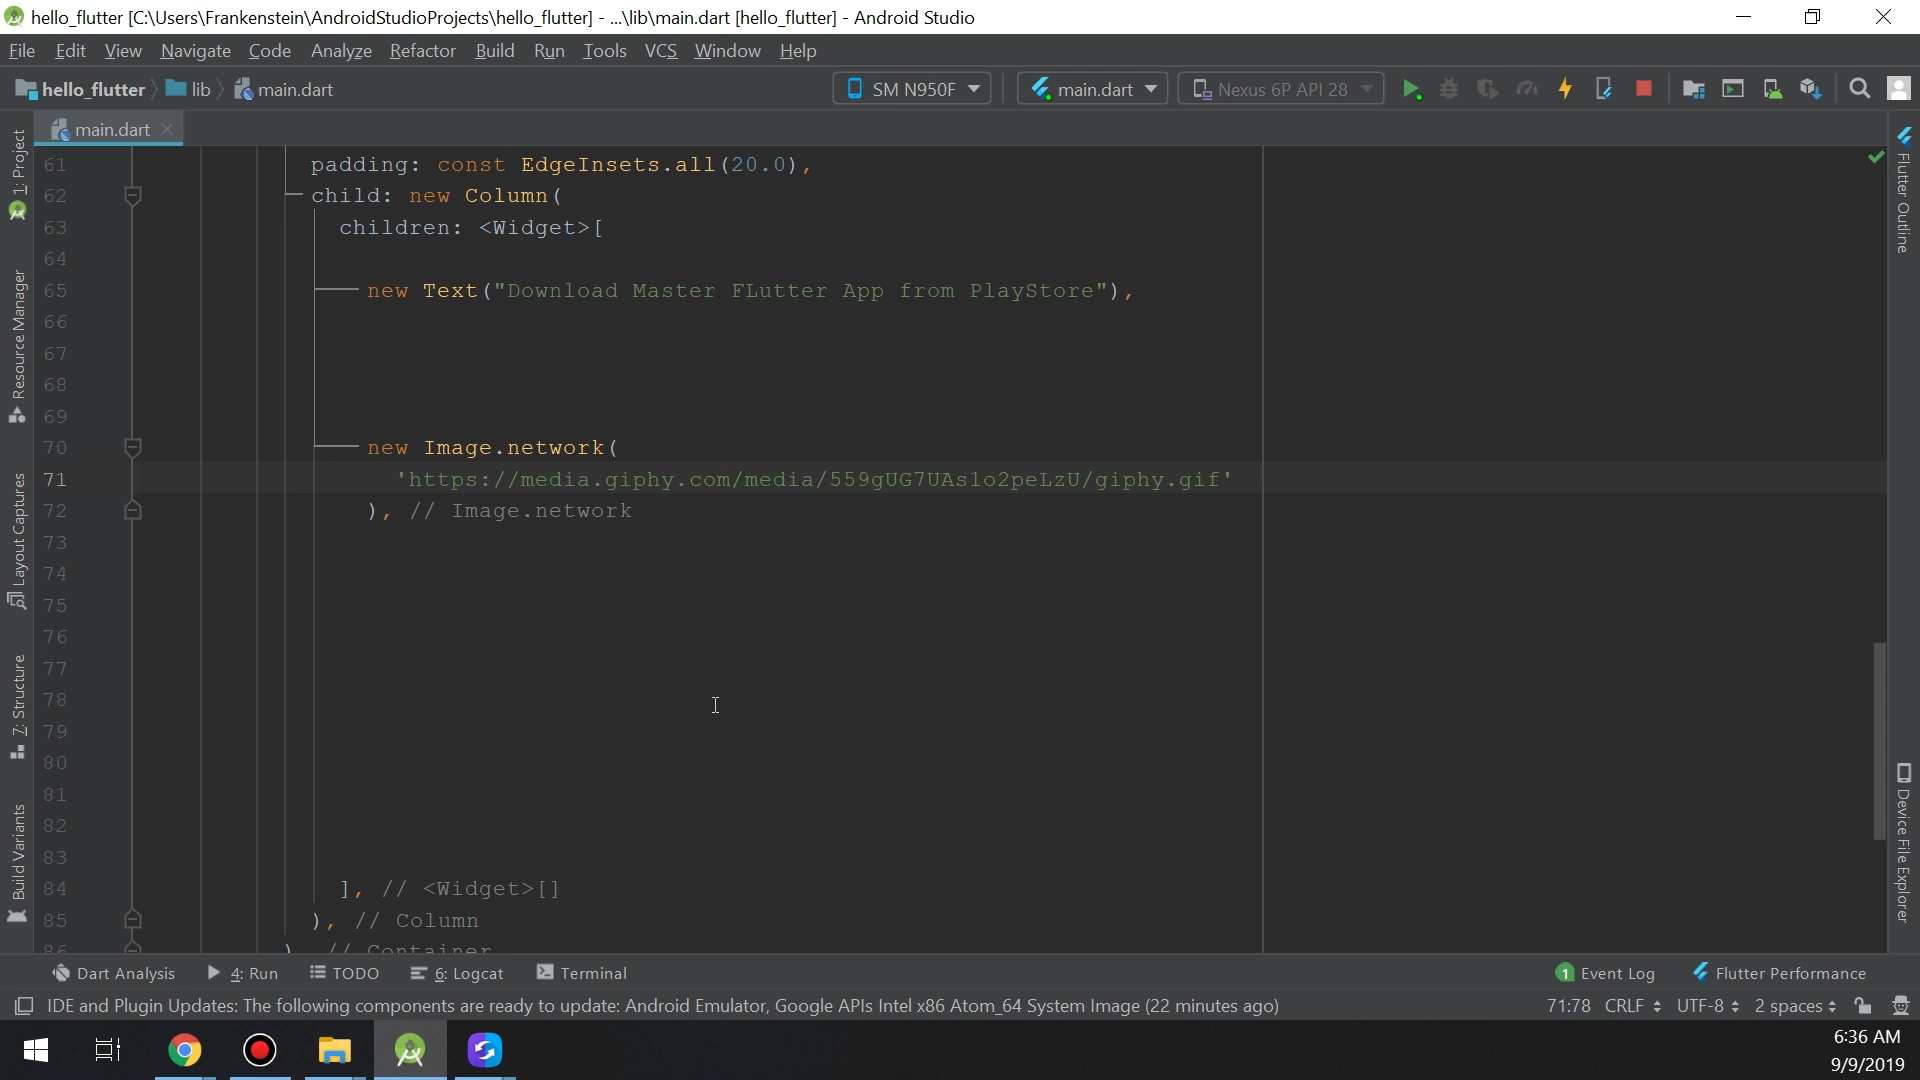 hello_flutter [C:\Users\Frankenstein\AndroidStudioProjects\hello_flutter] - ...\lib\main.dart [hello_flutter] - Android Studio
File Edit View Navigate Code Analyze Refactor Build Run Tools VCS Window Help
hello_flutter lib main.dart SM N950F main.dart Nexus 6P API 28
main.dart
1: Project
Resource Manager
Layout Captures
7: Structure
Build Variants
61 padding: const EdgeInsets.all(20.0),
62 child: new Column(
63 children: <Widget>[
64
65 new Text("Download Master FLutter App from PlayStore"),
66
67
68
69
70 new Image.network(
71 'https://media.giphy.com/media/559gUG7UAs1o2peLzU/giphy.gif'
72 ), // Image.network
73
74
75
76
77
78
79
80
81
82
83
84 ], // <Widget>[]
85 ), // Column
86 ) // Container
Flutter Outline
Device File Explorer
Dart Analysis 4: Run TODO 6: Logcat Terminal 1 Event Log Flutter Performance
IDE and Plugin Updates: The following components are ready to update: Android Emulator, Google APIs Intel x86 Atom_64 System Image (22 minutes ago) 71:78 CRLF UTF-8 2 spaces
6:36 AM
9/9/2019